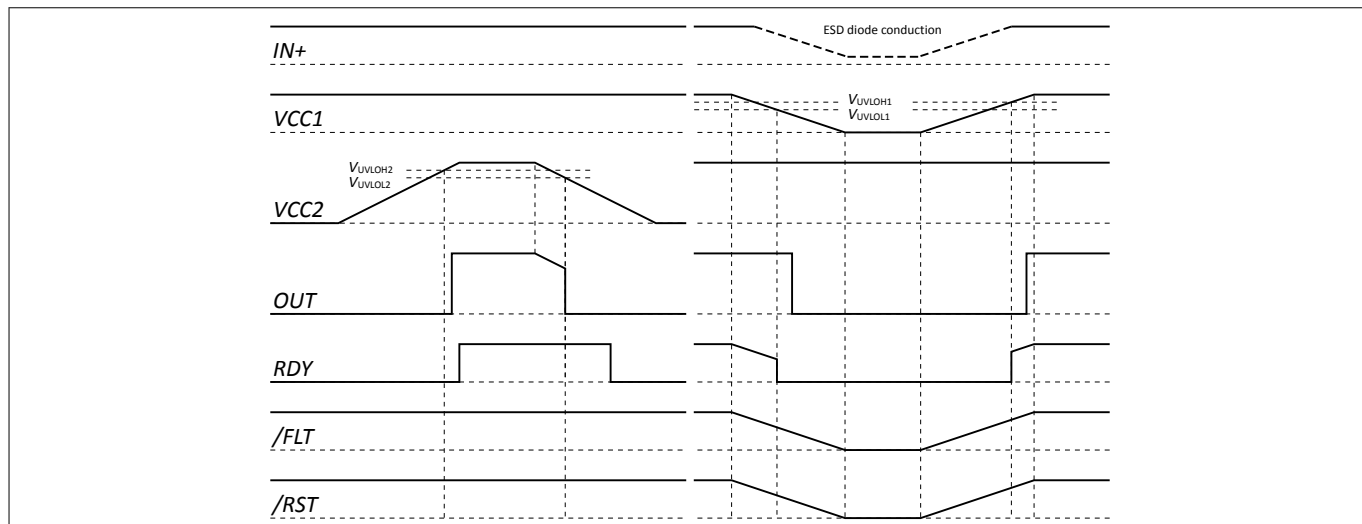 ESD diode conduction
IN+
VUVLOH1
VUVLOL1
VCC1
VUVLOH2
VUVLOL2
VCC2
OUT
RDY
/FLT
/RST